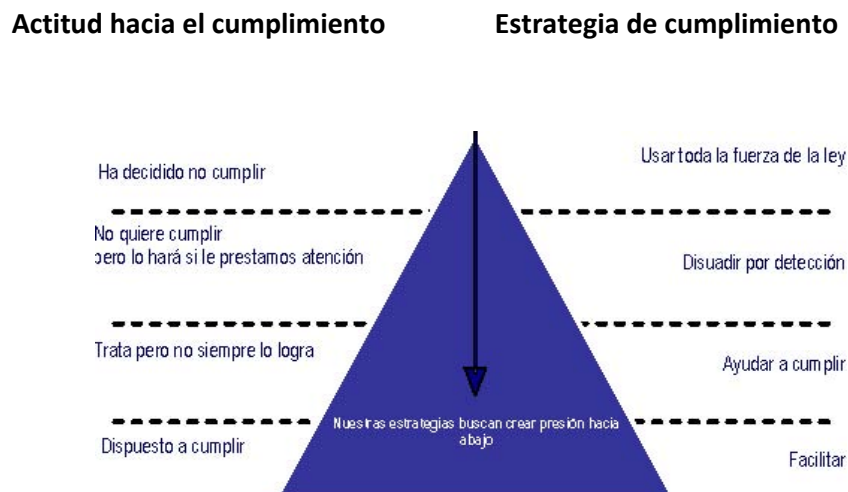 Actitud hacia el cumplimiento
Estrategia de cumplimiento
Ha decidido no cumplir
Usar toda la fuerza de la ley
No quiere cumplir
pero lo hará si le prestamos atención
Disuadir por detección
Trata pero no siempre lo logra
Ayudar a cumplir
Nuestras estrategias buscan crear presión hacia
abajo
Dispuesto a cumplir
Facilitar